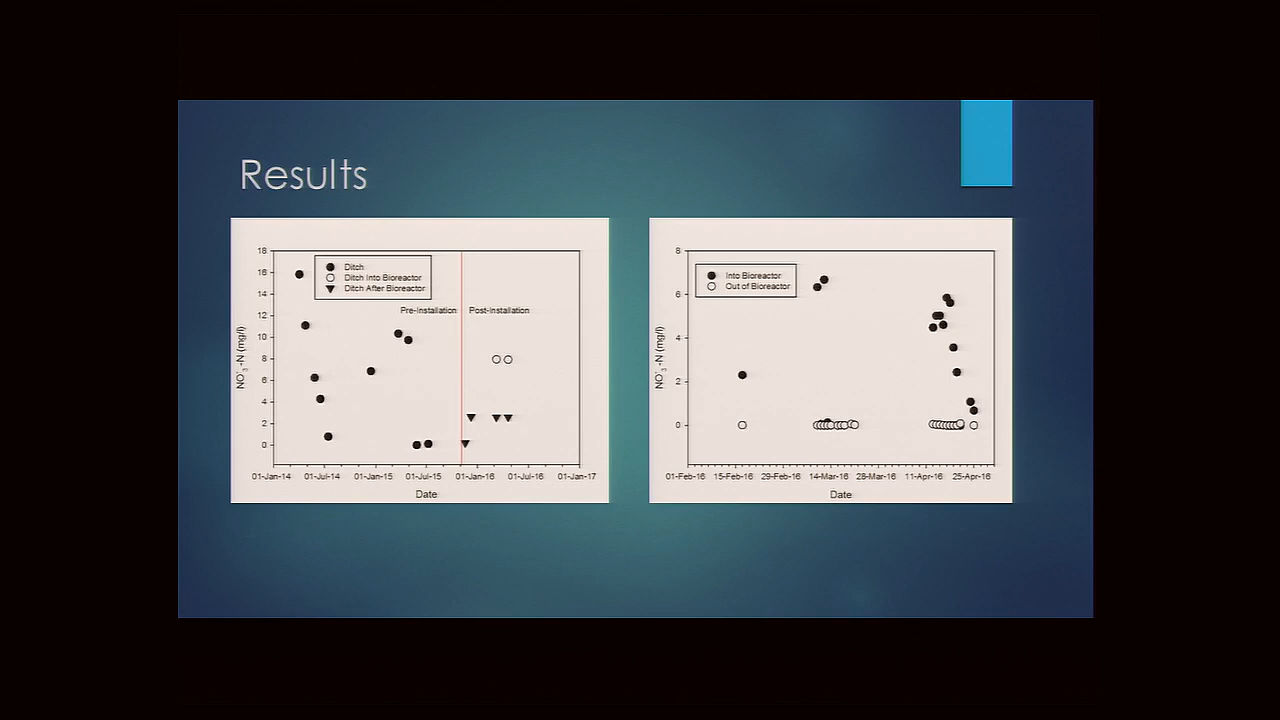 Results
18
16
14
12
10
8
6
4
2
0
NO₃⁻-N (mg/l)
Ditch
Ditch Into Bioreactor
Ditch After Bioreactor
Pre-Installation
Post-Installation
01-Jan-14 01-Jul-14 01-Jan-15 01-Jul-15 01-Jan-16 01-Jul-16 01-Jan-17
Date
8
6
4
2
0
NO₃⁻-N (mg/l)
Into Bioreactor
Out of Bioreactor
01-Feb-16 15-Feb-16 29-Feb-16 14-Mar-16 28-Mar-16 11-Apr-16 25-Apr-16
Date